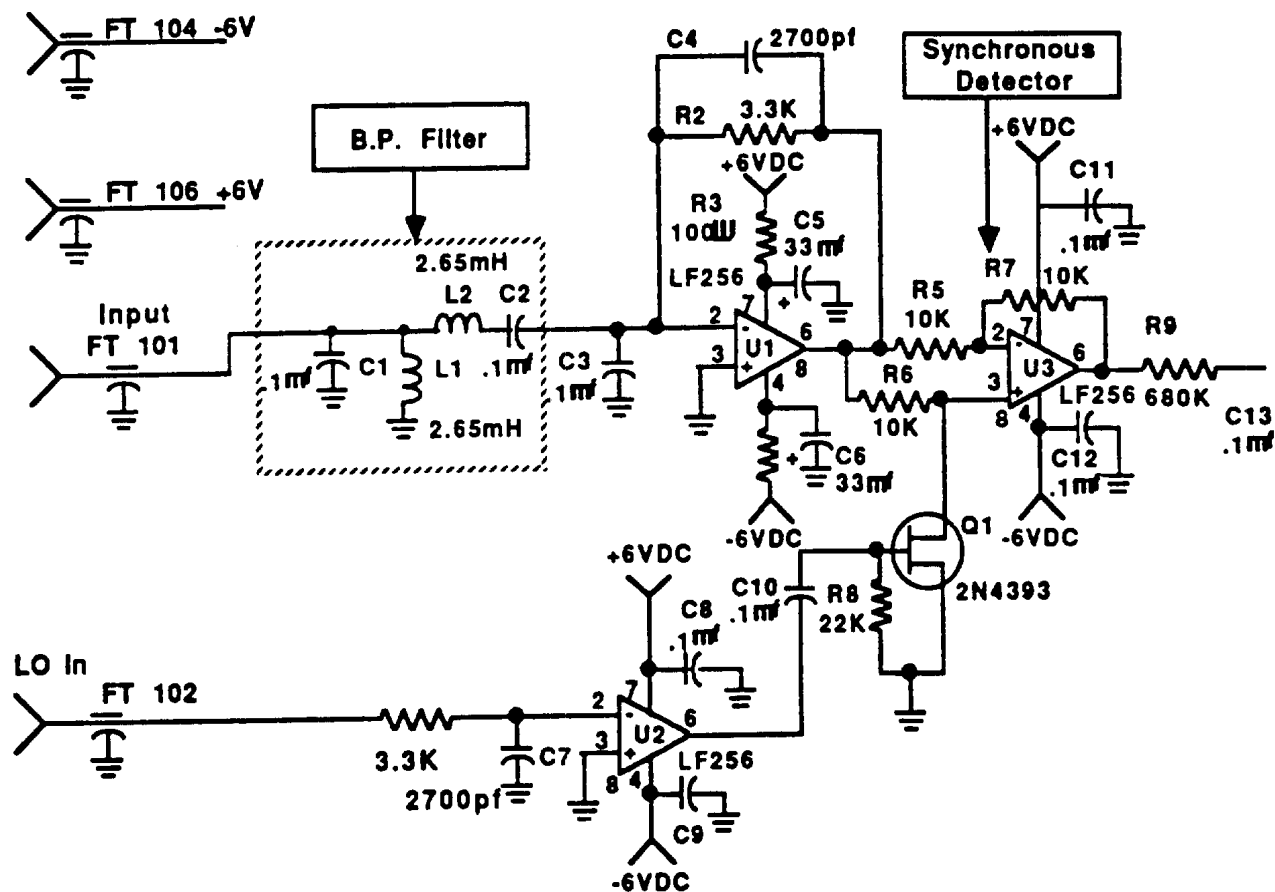 FT 104 -6V
C4
2700pf
Synchronous
Detector
R2
3.3K
+6VDC
B.P. Filter
+6VDC
FT 106 +6V
R3
100W
C5
33mf
C11
.1mf
2.65mH
L2
C2
LF256
R7
10K
Input
FT 101
C1
.1mf
L1
.1mf
2.65mH
C3
.1mf
2
3
7
-
+
U1
4
6
8
R5
10K
R6
10K
2
3
7
-
+
U3
8
4
6
LF256
R9
680K
C13
.1mf
C6
33mf
C12
.1mf
-6VDC
-6VDC
+6VDC
Q1
C10
.1mf
R8
22K
2N4393
C8
.1mf
LO In
FT 102
3.3K
C7
2700pf
2
3
7
-
+
U2
8
4
6
LF256
C9
-6VDC